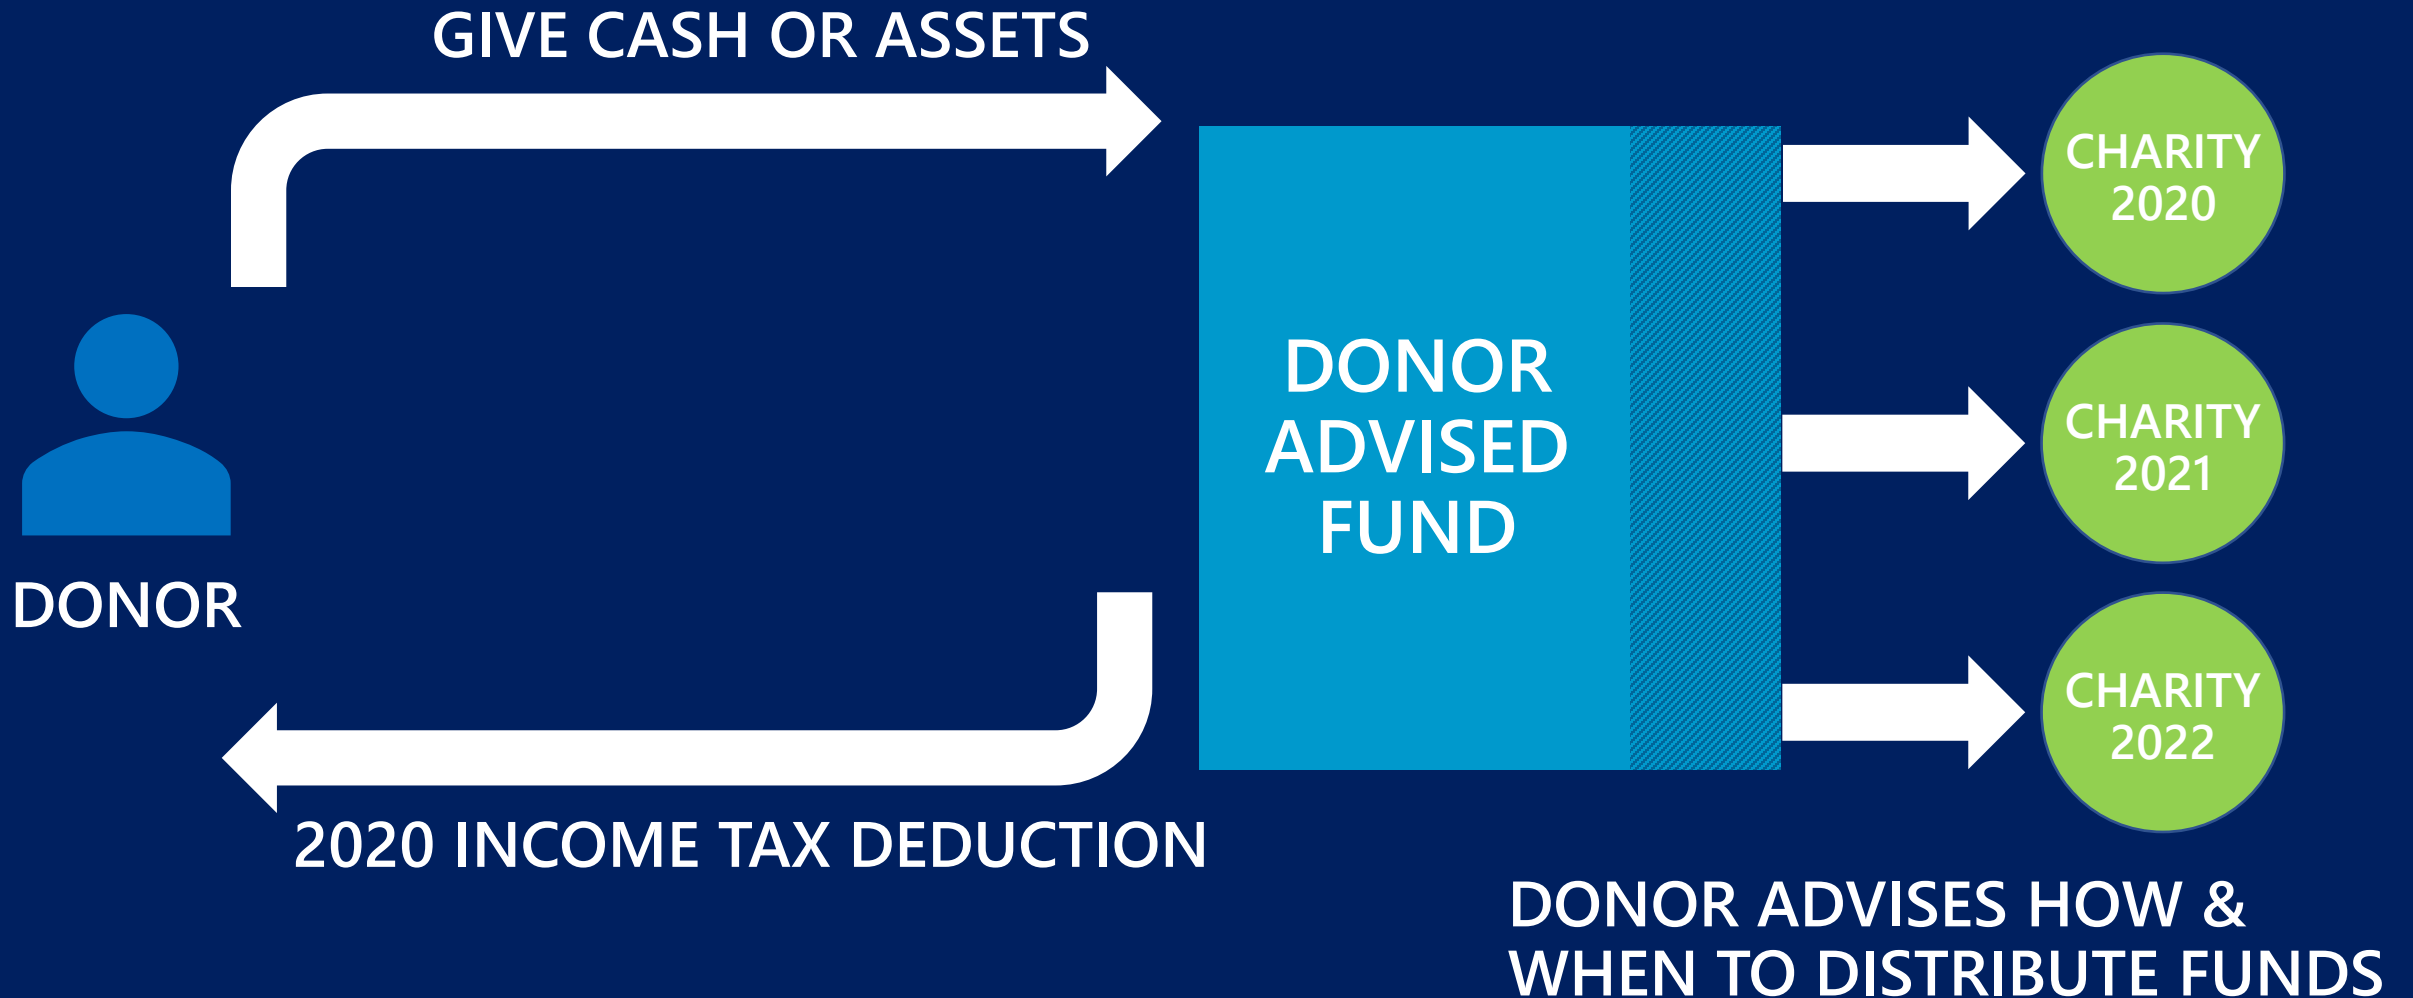 GIVE CASH OR ASSETS
DONOR
2020 INCOME TAX DEDUCTION
DONOR
ADVISED
FUND
CHARITY
2020
CHARITY
2021
CHARITY
2022
DONOR ADVISES HOW &
WHEN TO DISTRIBUTE FUNDS